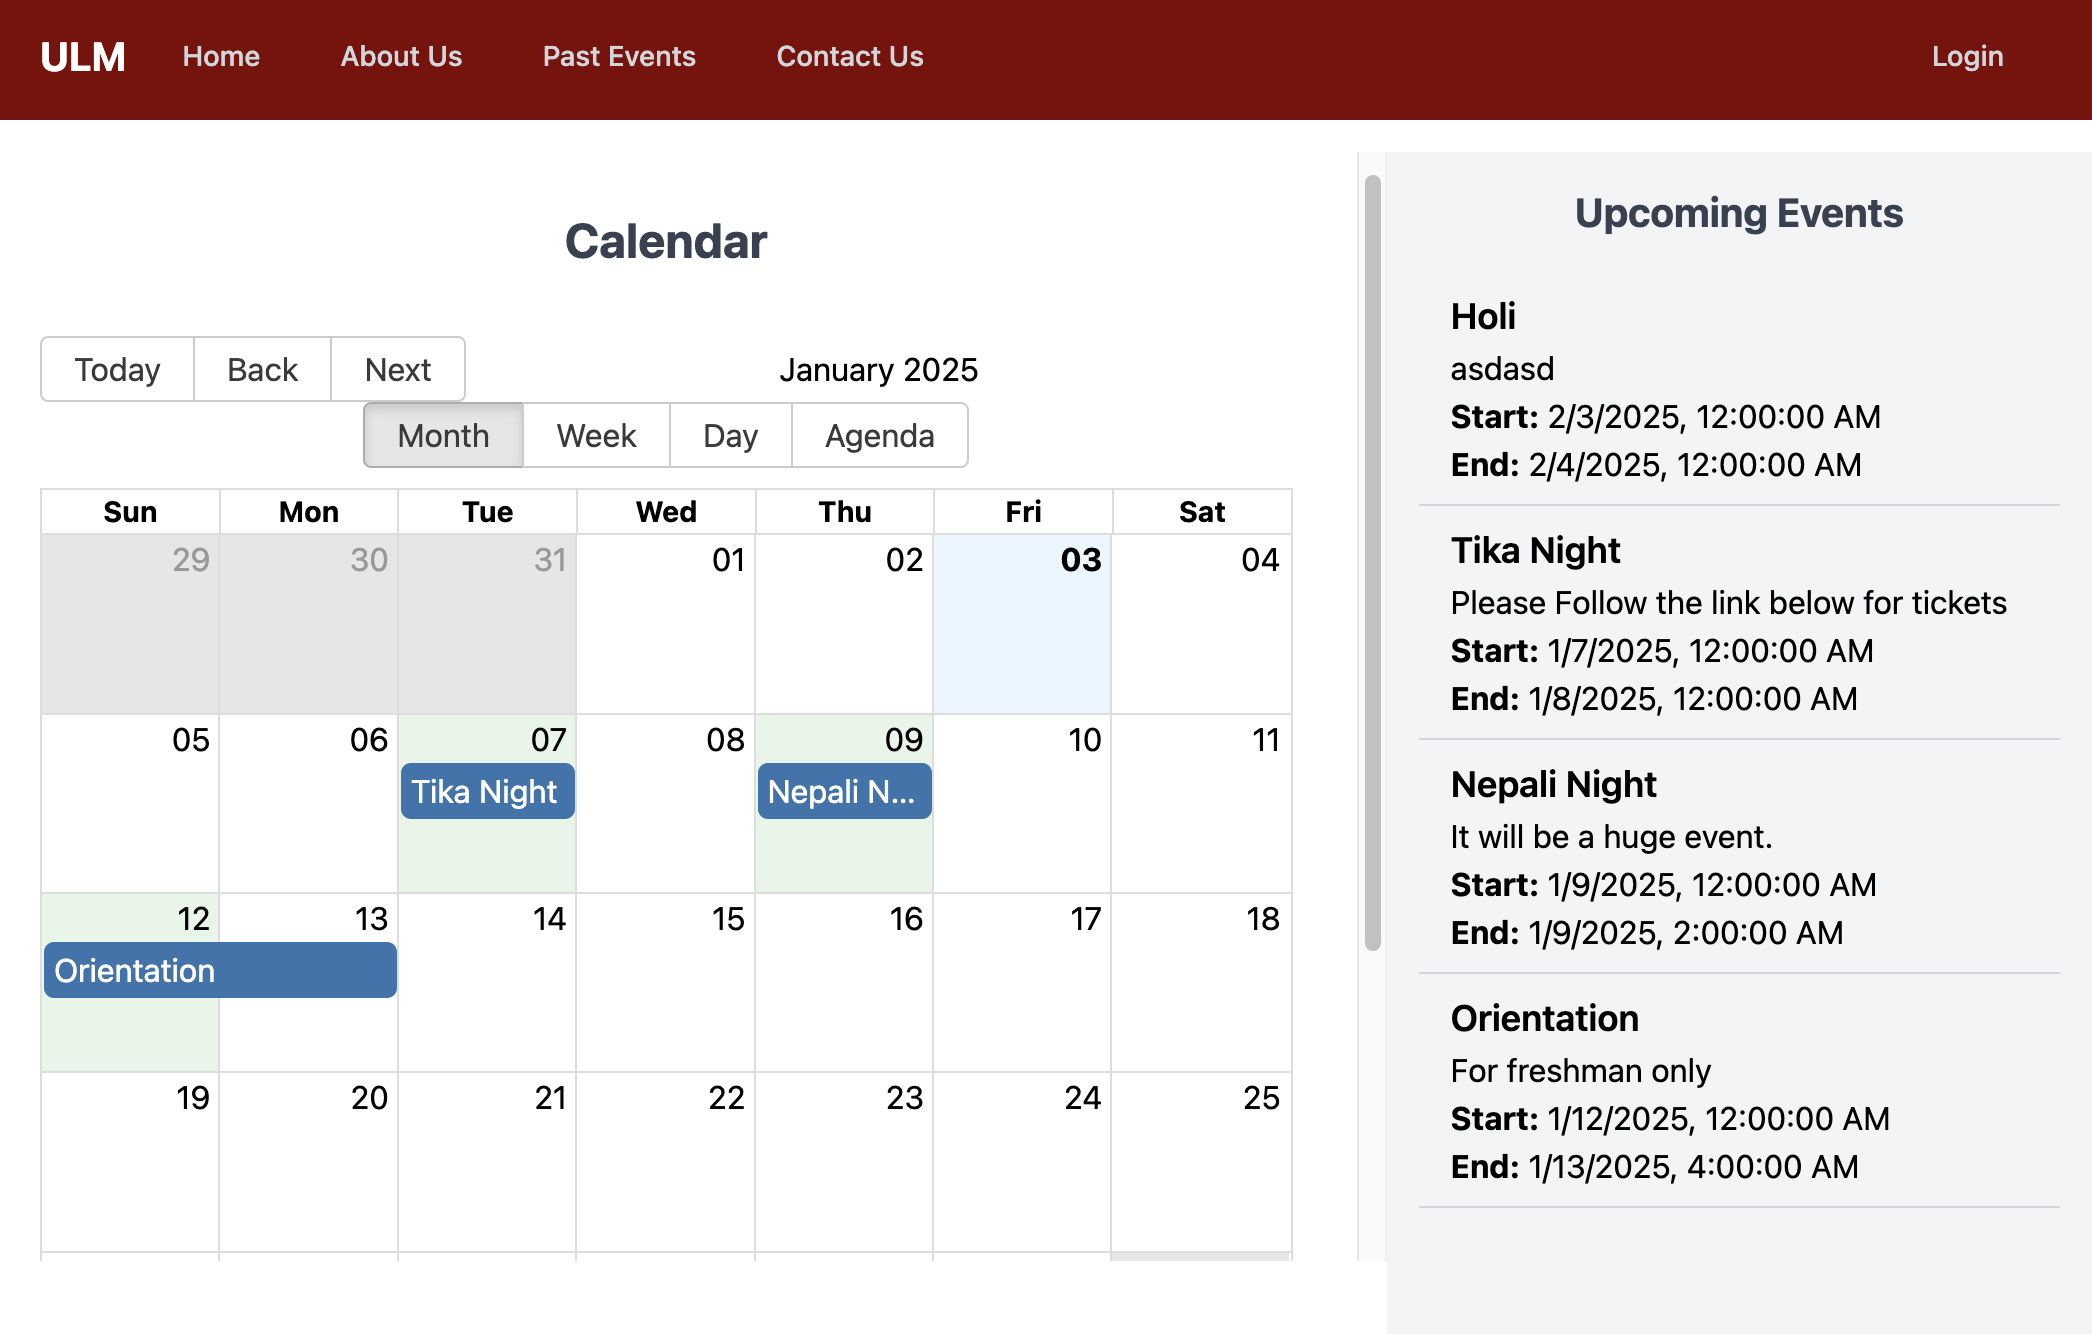 ULM Home About Us Past Events Contact Us Login
Calendar
Today Back Next January 2025
Month Week Day Agenda
Sun Mon Tue Wed Thu Fri Sat
29 30 31 01 02 03 04
05 06 07 08 09 10 11
Tika Night Nepali N...
12 13 14 15 16 17 18
Orientation
19 20 21 22 23 24 25
Upcoming Events
Holi
asdasd
Start: 2/3/2025, 12:00:00 AM
End: 2/4/2025, 12:00:00 AM
Tika Night
Please Follow the link below for tickets
Start: 1/7/2025, 12:00:00 AM
End: 1/8/2025, 12:00:00 AM
Nepali Night
It will be a huge event.
Start: 1/9/2025, 12:00:00 AM
End: 1/9/2025, 2:00:00 AM
Orientation
For freshman only
Start: 1/12/2025, 12:00:00 AM
End: 1/13/2025, 4:00:00 AM